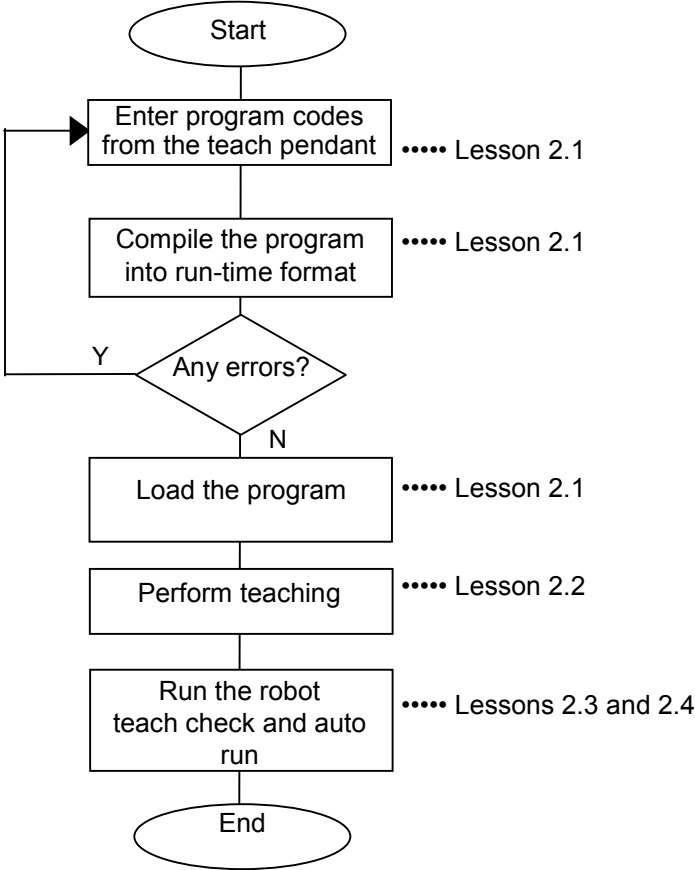 Start
Enter program codes
from the teach pendant
••••• Lesson 2.1
Compile the program
into run-time format
••••• Lesson 2.1
Y
Any errors?
N
Load the program
••••• Lesson 2.1
Perform teaching
••••• Lesson 2.2
Run the robot
teach check and auto
run
••••• Lessons 2.3 and 2.4
End